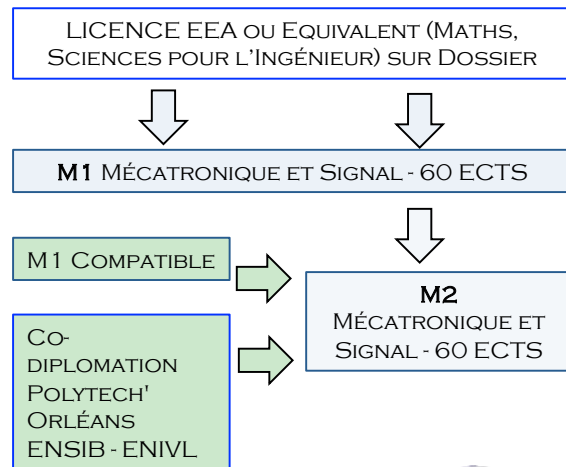 LICENCE EEA OU EQUIVALENT (MATHS,
SCIENCES POUR L'INGÉNIEUR) SUR DOSSIER
M1 MÉCATRONIQUE ET SIGNAL - 60 ECTS
M1 COMPATIBLE
M2
MÉCATRONIQUE ET
SIGNAL - 60 ECTS
CO-
DIPLOMATION
POLYTECH'
ORLÉANS
ENSIB - ENIVL